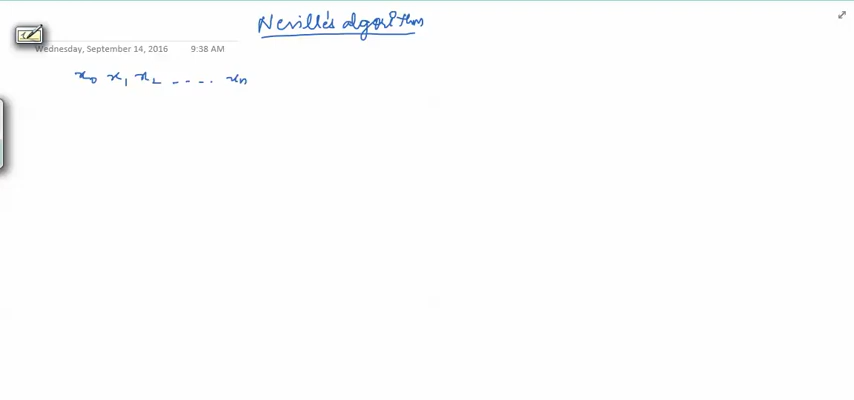 Neville's algorithm
Wednesday, September 14, 2016 9:38 AM
x₀ x₁ x₂ ..... xₙ